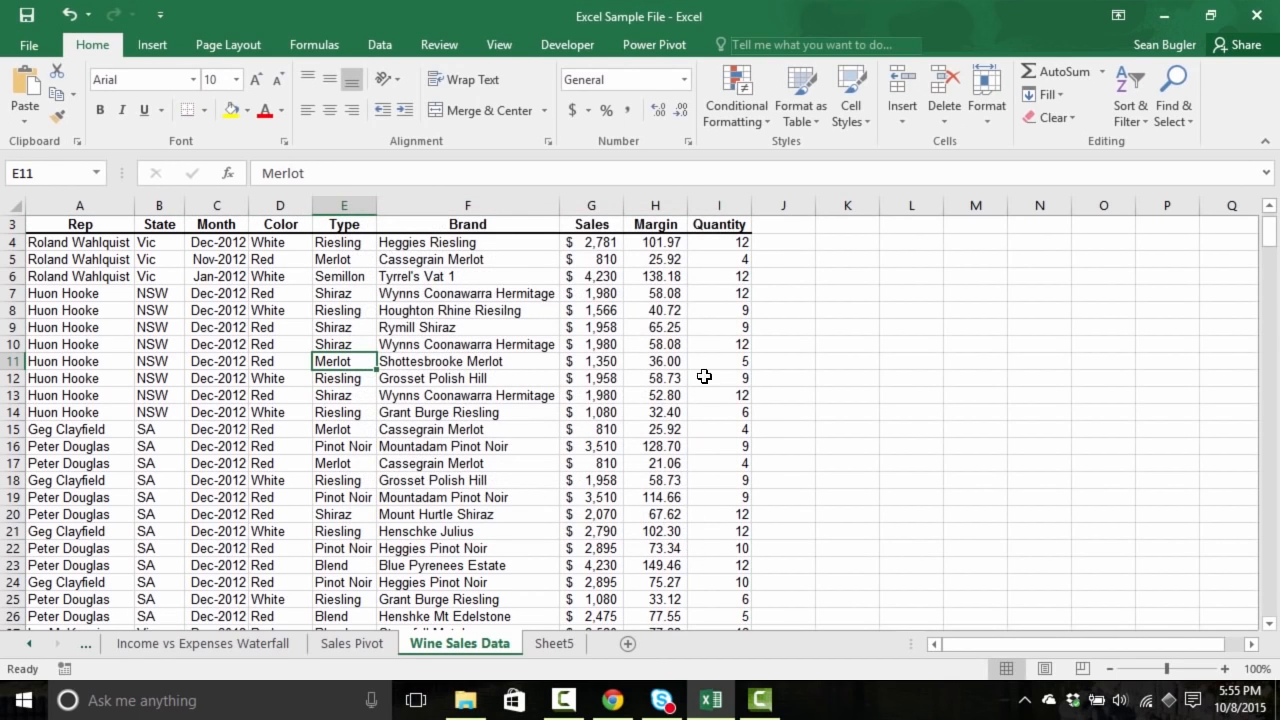 Excel Sample File - Excel
File Home Insert Page Layout Formulas Data Review View Developer Power Pivot Tell me what you want to do... Sean Bugler Share
Paste
Arial 10
B I U
Wrap Text
Merge & Center
General
$ % ,
Conditional Formatting
Format as Table
Cell Styles
Insert
Delete
Format
AutoSum
Fill
Clear
Sort & Filter
Find & Select
Clipboard Font Alignment Number Styles Cells Editing
E11 fx Merlot
A B C D E F G H I J K L M N O P Q
3 Rep State Month Color Type Brand Sales Margin Quantity
4 Roland Wahlquist Vic Dec-2012 White Riesling Heggies Riesling $ 2,781 101.97 12
5 Roland Wahlquist Vic Nov-2012 Red Merlot Cassegrain Merlot $ 810 25.92 4
6 Roland Wahlquist Vic Jan-2012 White Semillon Tyrrel's Vat 1 $ 4,230 138.18 12
7 Huon Hooke NSW Dec-2012 Red Shiraz Wynns Coonawarra Hermitage $ 1,980 58.08 12
8 Huon Hooke NSW Dec-2012 White Riesling Houghton Rhine Riesilng $ 1,566 40.72 9
9 Huon Hooke NSW Dec-2012 Red Shiraz Rymill Shiraz $ 1,958 65.25 9
10 Huon Hooke NSW Dec-2012 Red Shiraz Wynns Coonawarra Hermitage $ 1,980 58.08 12
11 Huon Hooke NSW Dec-2012 Red Merlot Shottesbrooke Merlot $ 1,350 36.00 5
12 Huon Hooke NSW Dec-2012 White Riesling Grosset Polish Hill $ 1,958 58.73 9
13 Huon Hooke NSW Dec-2012 Red Shiraz Wynns Coonawarra Hermitage $ 1,980 52.80 12
14 Huon Hooke NSW Dec-2012 White Riesling Grant Burge Riesling $ 1,080 32.40 6
15 Geg Clayfield SA Dec-2012 Red Merlot Cassegrain Merlot $ 810 25.92 4
16 Peter Douglas SA Dec-2012 Red Pinot Noir Mountadam Pinot Noir $ 3,510 128.70 9
17 Peter Douglas SA Dec-2012 Red Merlot Cassegrain Merlot $ 810 21.06 4
18 Geg Clayfield SA Dec-2012 White Riesling Grosset Polish Hill $ 1,958 58.73 9
19 Peter Douglas SA Dec-2012 Red Pinot Noir Mountadam Pinot Noir $ 3,510 114.66 9
20 Peter Douglas SA Dec-2012 Red Shiraz Mount Hurtle Shiraz $ 2,070 67.62 12
21 Geg Clayfield SA Dec-2012 White Riesling Henschke Julius $ 2,790 102.30 12
22 Peter Douglas SA Dec-2012 Red Pinot Noir Heggies Pinot Noir $ 2,895 73.34 10
23 Peter Douglas SA Dec-2012 Red Blend Blue Pyrenees Estate $ 4,230 149.46 12
24 Geg Clayfield SA Dec-2012 Red Pinot Noir Heggies Pinot Noir $ 2,895 75.27 10
25 Peter Douglas SA Dec-2012 White Riesling Grant Burge Riesling $ 1,080 33.12 6
26 Peter Douglas SA Dec-2012 Red Blend Henshke Mt Edelstone $ 2,475 77.55 5
... Income vs Expenses Waterfall Sales Pivot Wine Sales Data Sheet5
Ready 100%
Ask me anything
5:55 PM
10/8/2015